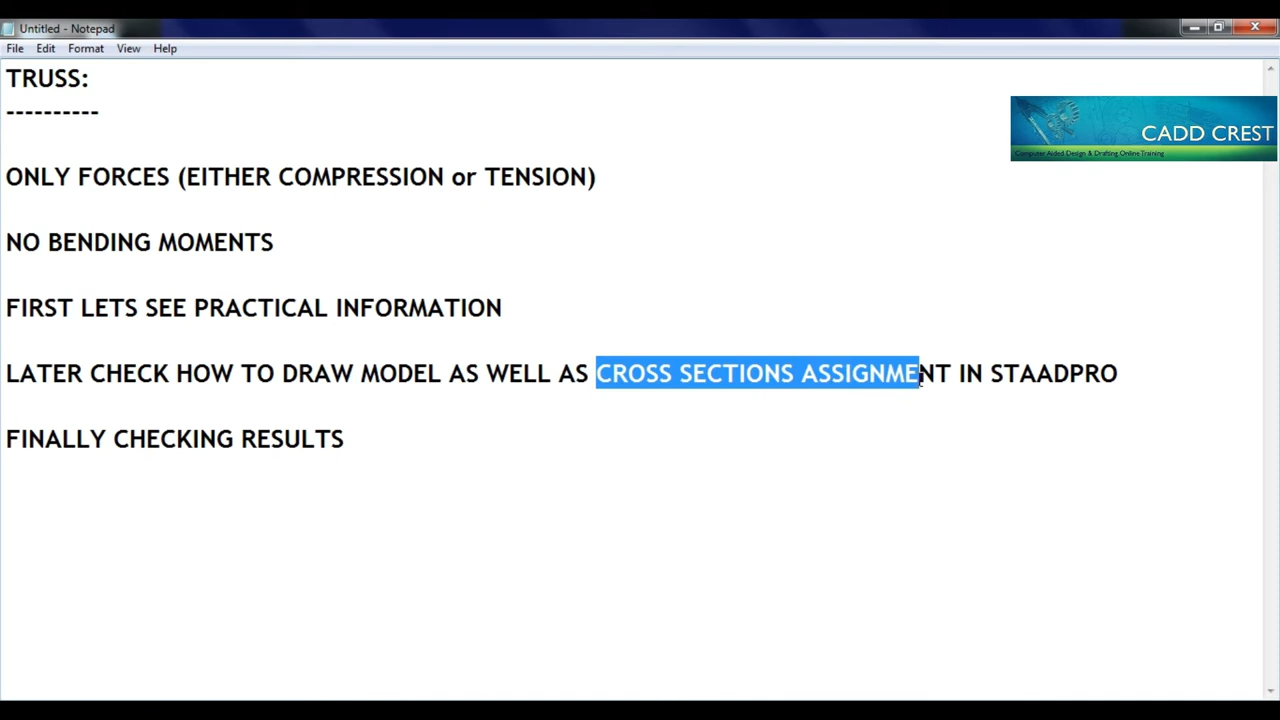 Untitled - Notepad
File Edit Format View Help
TRUSS:
----------
CADD CREST
Computer Aided Design & Drafting Online Training
ONLY FORCES (EITHER COMPRESSION or TENSION)
NO BENDING MOMENTS
FIRST LETS SEE PRACTICAL INFORMATION
LATER CHECK HOW TO DRAW MODEL AS WELL AS CROSS SECTIONS ASSIGNMENT IN STAADPRO
FINALLY CHECKING RESULTS